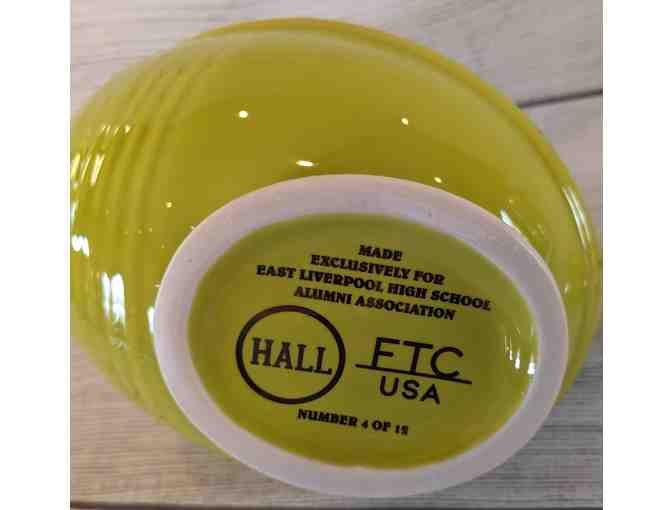 MADE
EXCLUSIVELY FOR
EAST LIVERPOOL HIGH SCHOOL
ALUMNI ASSOCIATION
HALL
FTC
USA
NUMBER 4 OF 12